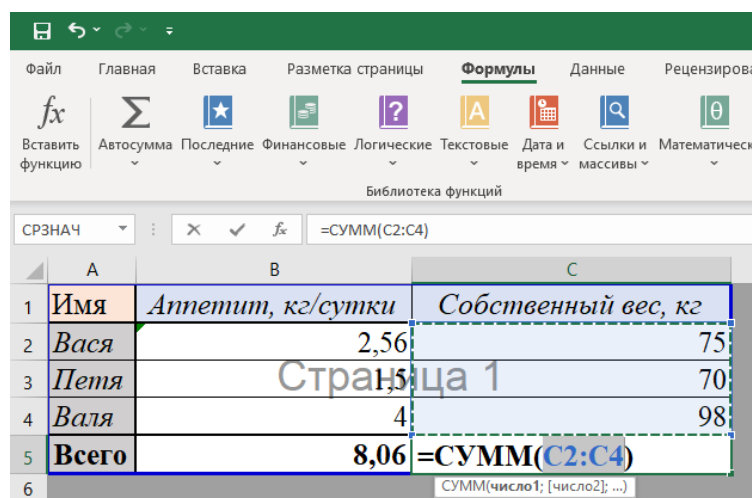 Файл Главная Вставка Разметка страницы Формулы Данные Рецензирова
fx Σ ? A θ
Вставить Автосумма Последние Финансовые Логические Текстовые Дата и Ссылки и Математическ
функцию время массивы
Библиотека функций
СРЗНАЧ fx =СУММ(C2:C4)
A B C
1 Имя Аппетит, кг/сутки Собственный вес, кг
2 Вася 2,56 75
3 Петя 1,5 70
Страница 1
4 Валя 4 98
5 Всего 8,06 =СУММ(C2:C4)
6 СУММ(число1; [число2]; ...)